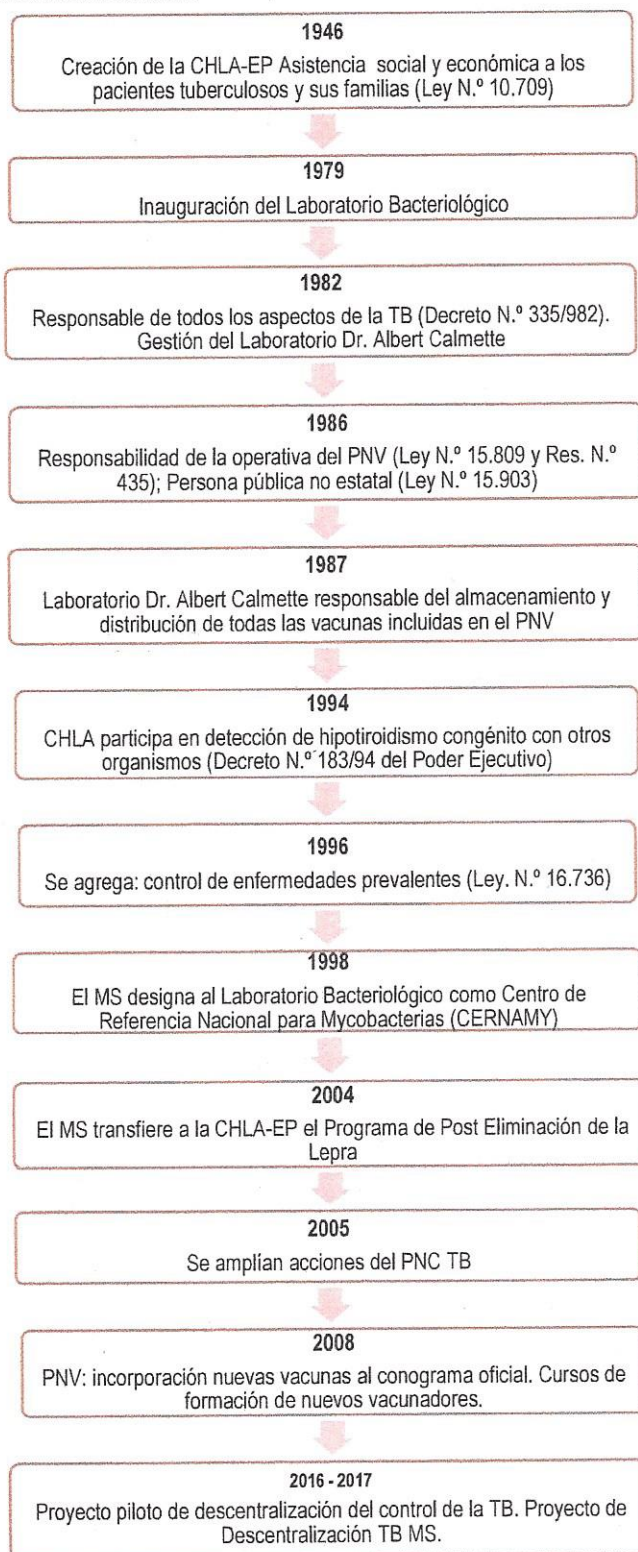 1946
Creación de la CHLA-EP Asistencia social y económica a los
pacientes tuberculosos y sus familias (Ley N.º 10.709)
1979
Inauguración del Laboratorio Bacteriológico
1982
Responsable de todos los aspectos de la TB (Decreto N.º 335/982).
Gestión del Laboratorio Dr. Albert Calmette
1986
Responsabilidad de la operativa del PNV (Ley N.º 15.809 y Res. N.º
435); Persona pública no estatal (Ley N.º 15.903)
1987
Laboratorio Dr. Albert Calmette responsable del almacenamiento y
distribución de todas las vacunas incluidas en el PNV
1994
CHLA participa en detección de hipotiroidismo congénito con otros
organismos (Decreto N.º 183/94 del Poder Ejecutivo)
1996
Se agrega: control de enfermedades prevalentes (Ley. N.º 16.736)
1998
El MS designa al Laboratorio Bacteriológico como Centro de
Referencia Nacional para Mycobacterias (CERNAMY)
2004
El MS transfiere a la CHLA-EP el Programa de Post Eliminación de la
Lepra
2005
Se amplían acciones del PNC TB
2008
PNV: incorporación nuevas vacunas al conograma oficial. Cursos de
formación de nuevos vacunadores.
2016 - 2017
Proyecto piloto de descentralización del control de la TB. Proyecto de
Descentralización TB MS.